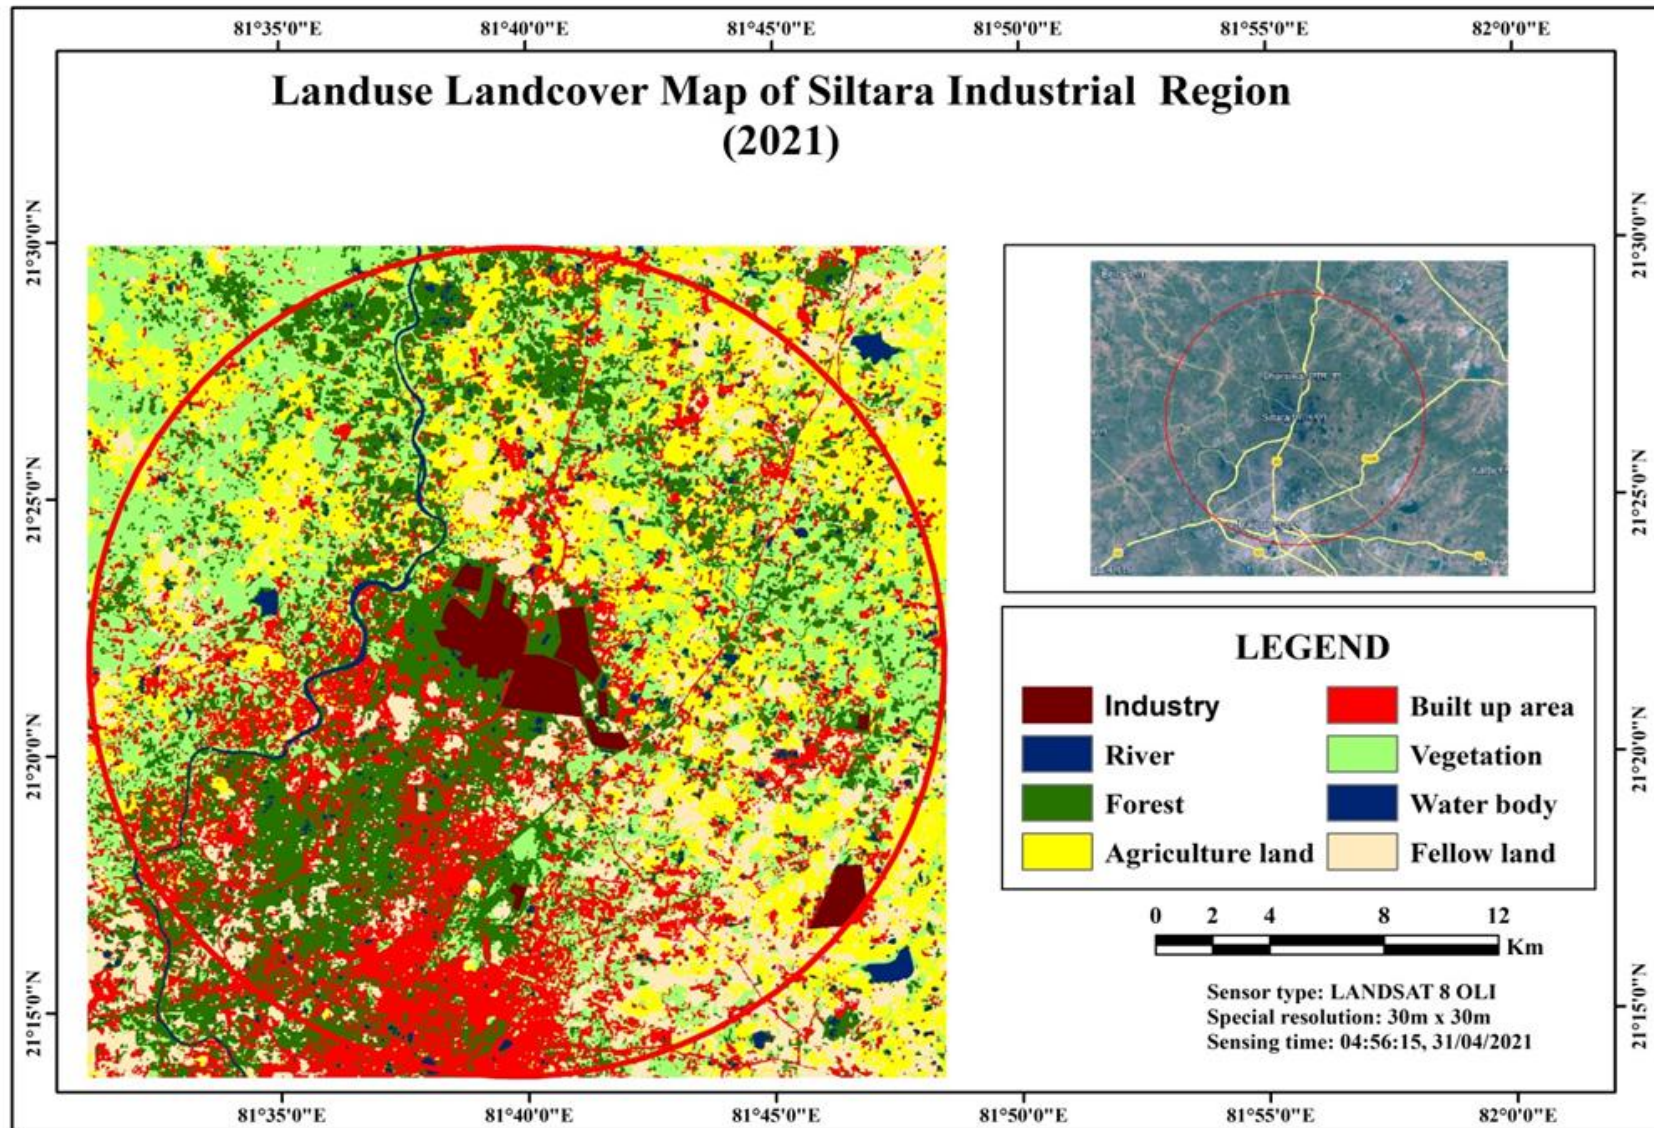 81°35'0"E 81°40'0"E 81°45'0"E 81°50'0"E 81°55'0"E 82°0'0"E
Landuse Landcover Map of Siltara Industrial Region
(2021)
21°30'0"N
21°25'0"N
21°20'0"N
21°15'0"N
21°30'0"N
21°25'0"N
21°20'0"N
21°15'0"N
LEGEND
Industry
River
Forest
Agriculture land
Built up area
Vegetation
Water body
Fellow land
0 2 4 8 12
Km
Sensor type: LANDSAT 8 OLI
Special resolution: 30m x 30m
Sensing time: 04:56:15, 31/04/2021
81°35'0"E 81°40'0"E 81°45'0"E 81°50'0"E 81°55'0"E 82°0'0"E